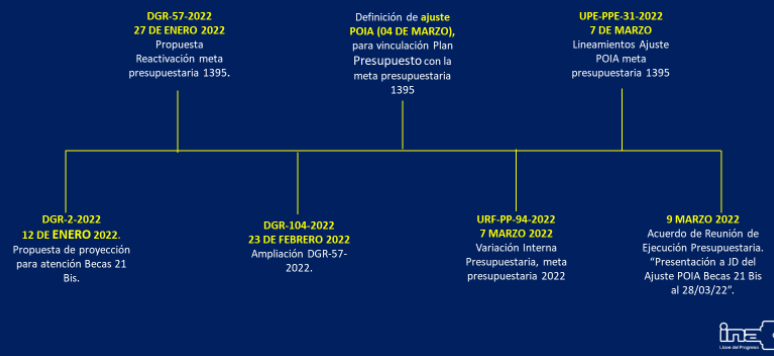 DGR-57-2022
27 DE ENERO 2022
Propuesta
Reactivación meta
presupuestaria 1395.
Definición de ajuste
POIA (04 DE MARZO),
para vinculación Plan
Presupuesto con la
meta presupuestaria
1395
UPE-PPE-31-2022
7 DE MARZO
Lineamientos Ajuste
POIA meta
presupuestaria 1395
DGR-2-2022
12 DE ENERO 2022.
Propuesta de proyección
para atención Becas 21
Bis.
DGR-104-2022
23 DE FEBRERO 2022
Ampliación DGR-57-
2022.
URF-PP-94-2022
7 MARZO 2022
Variación Interna
Presupuestaria, meta
presupuestaria 2022
9 MARZO 2022
Acuerdo de Reunión de
Ejecución Presupuestaria.
“Presentación a JD del
Ajuste POIA Becas 21 Bis
al 28/03/22”.
ina
Llave del Progreso